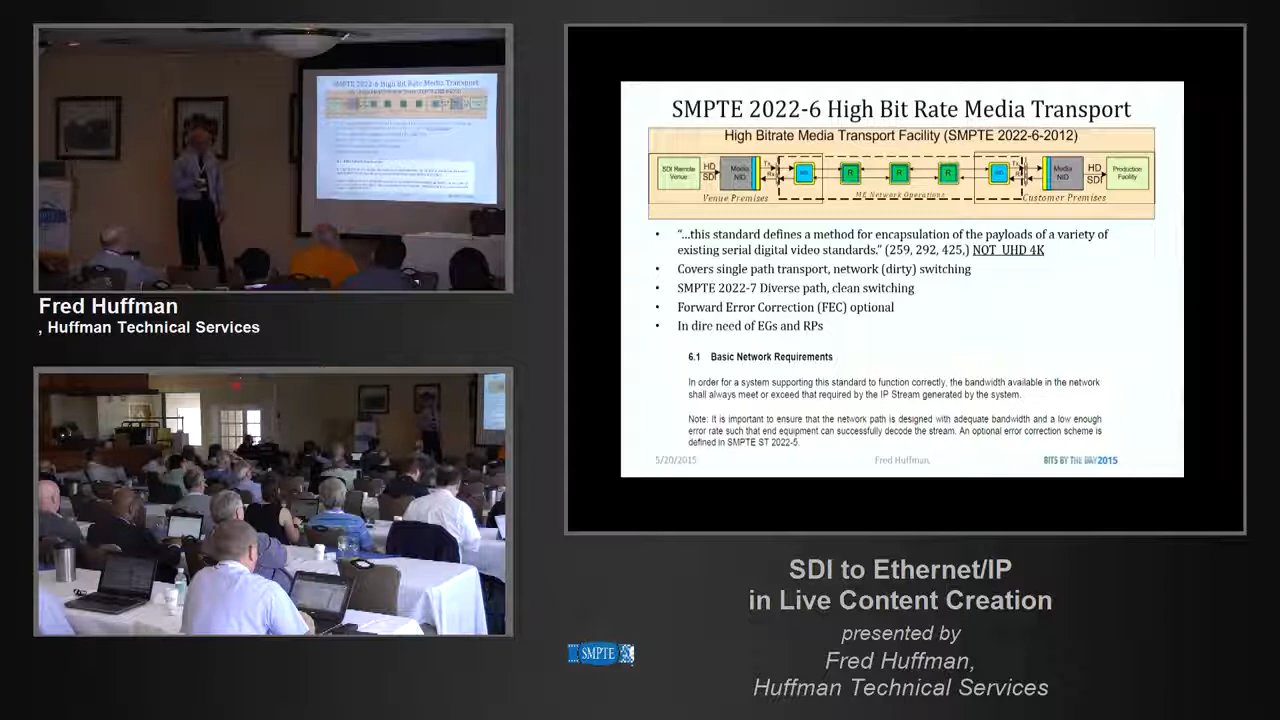 SMPTE 2022-6 High Bit Rate Media Transport
Fred Huffman
, Huffman Technical Services
SMPTE 2022-6 High Bit Rate Media Transport
High Bitrate Media Transport Facility (SMPTE 2022-6-2012)
SDI Remote
Venue
HD
SDI
Media
NID
Tx
R
R
R
Tx
Media
NID
HD
SDI
Production
Facility
Venue Premises
ME Network Operations
Customer Premises
• "...this standard defines a method for encapsulation of the payloads of a variety of
existing serial digital video standards." (259, 292, 425,) NOT UHD 4K
• Covers single path transport, network (dirty) switching
• SMPTE 2022-7 Diverse path, clean switching
• Forward Error Correction (FEC) optional
• In dire need of EGs and RPs
6.1 Basic Network Requirements
In order for a system supporting this standard to function correctly, the bandwidth available in the network
shall always meet or exceed that required by the IP Stream generated by the system.
Note: It is important to ensure that the network path is designed with adequate bandwidth and a low enough
error rate such that end equipment can successfully decode the stream. An optional error correction scheme is
defined in SMPTE ST 2022-5.
5/20/2015
Fred Huffman,
BITS BY THE BAY 2015
SDI to Ethernet/IP
in Live Content Creation
presented by
Fred Huffman,
Huffman Technical Services
SMPTE